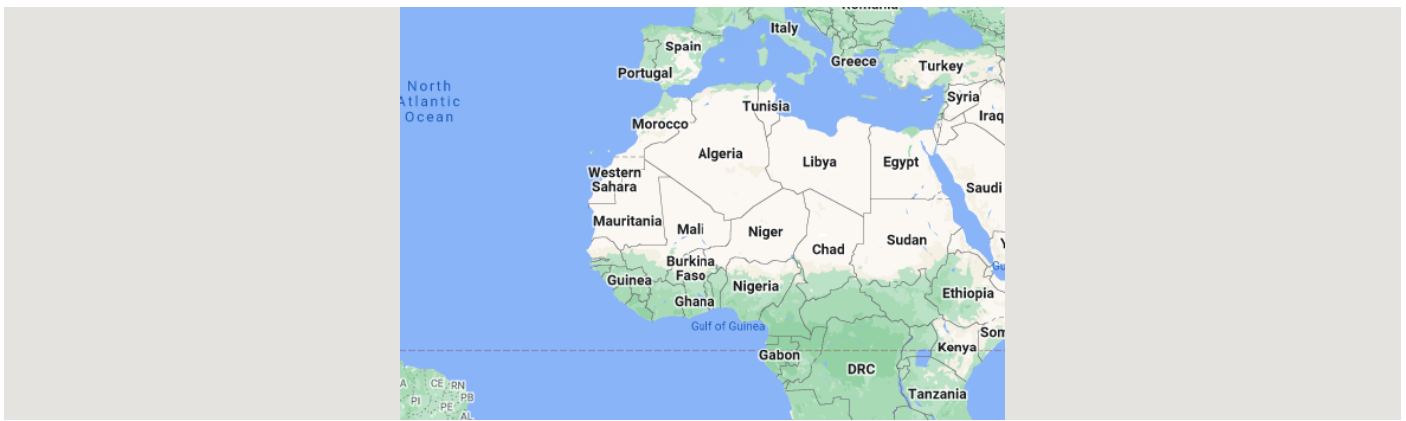 Romania
Italy
Spain
Greece
Turkey
Portugal
North
Atlantic
Ocean
Syria
Tunisia
Iraq
Morocco
Algeria
Libya
Egypt
Western
Sahara
Saudi
Mauritania
Mali
Niger
Sudan
Chad
Y
Burkina
Faso
Gu
Guinea
Nigeria
Ethiopia
Ghana
Gulf of Guinea
Som
Kenya
Gabon
DRC
A
CE
RN
PI
PB
PE
Tanzania
AL